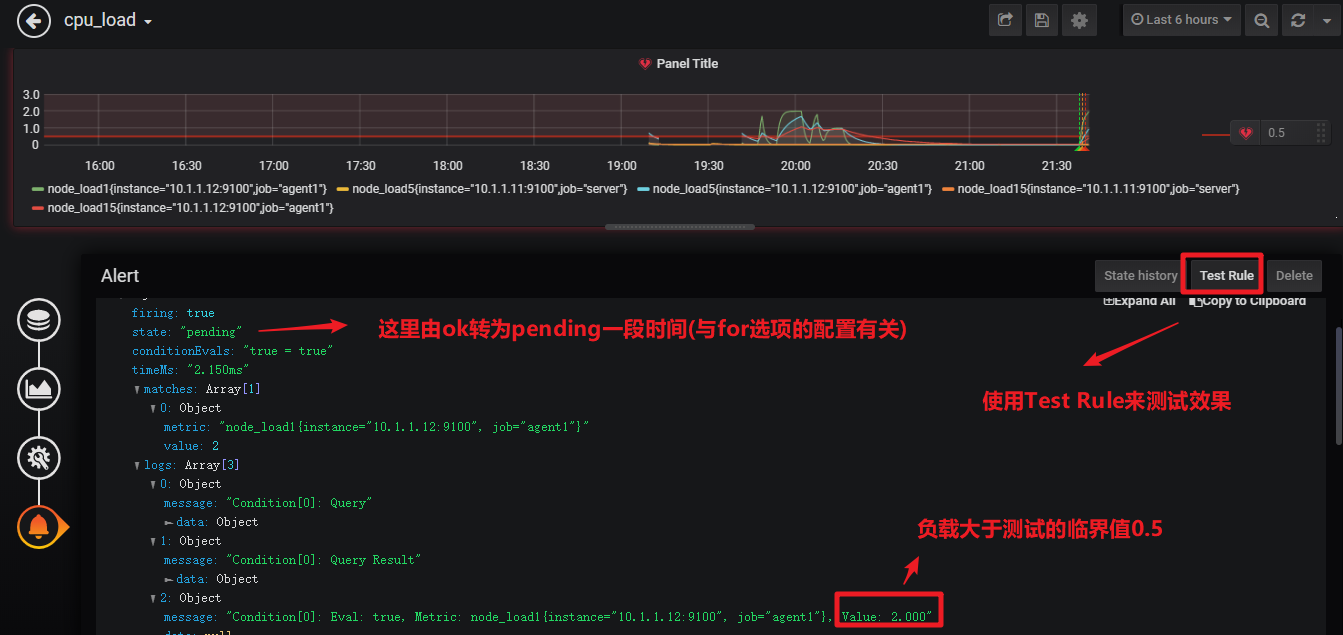 cpu_load
Last 6 hours
Panel Title
3.0
2.0
1.0
0
0.5
16:00 16:30 17:00 17:30 18:00 18:30 19:00 19:30 20:00 20:30 21:00 21:30
node_load1{instance="10.1.1.12:9100",job="agent1"} node_load5{instance="10.1.1.11:9100",job="server"} node_load5{instance="10.1.1.12:9100",job="agent1"} node_load15{instance="10.1.1.11:9100",job="server"}
node_load15{instance="10.1.1.12:9100",job="agent1"}
Alert
State history Test Rule Delete
Expand All Copy to Clipboard
firing: true
state: "pending"
这里由ok转为pending一段时间(与for选项的配置有关)
conditionEvals: "true = true"
timeMs: "2.150ms"
matches: Array[1]
使用Test Rule来测试效果
0: Object
metric: "node_load1{instance="10.1.1.12:9100", job="agent1"}"
value: 2
logs: Array[3]
0: Object
message: "Condition[0]: Query"
data: Object
负载大于测试的临界值0.5
1: Object
message: "Condition[0]: Query Result"
data: Object
2: Object
message: "Condition[0]: Eval: true, Metric: node_load1{instance="10.1.1.12:9100", job="agent1"}, Value: 2.000"